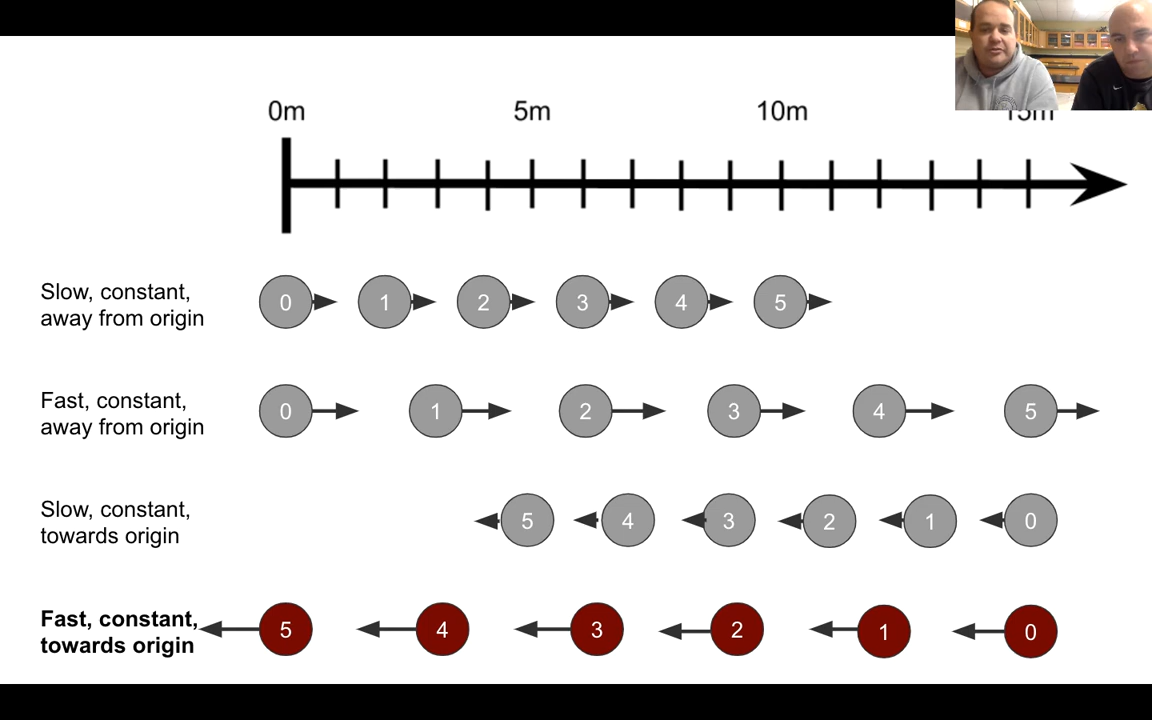 0m 5m 10m 15m
Slow, constant,
away from origin
0 1 2 3 4 5
Fast, constant,
away from origin
0 1 2 3 4 5
Slow, constant,
towards origin
5 4 3 2 1 0
Fast, constant,
towards origin
5 4 3 2 1 0